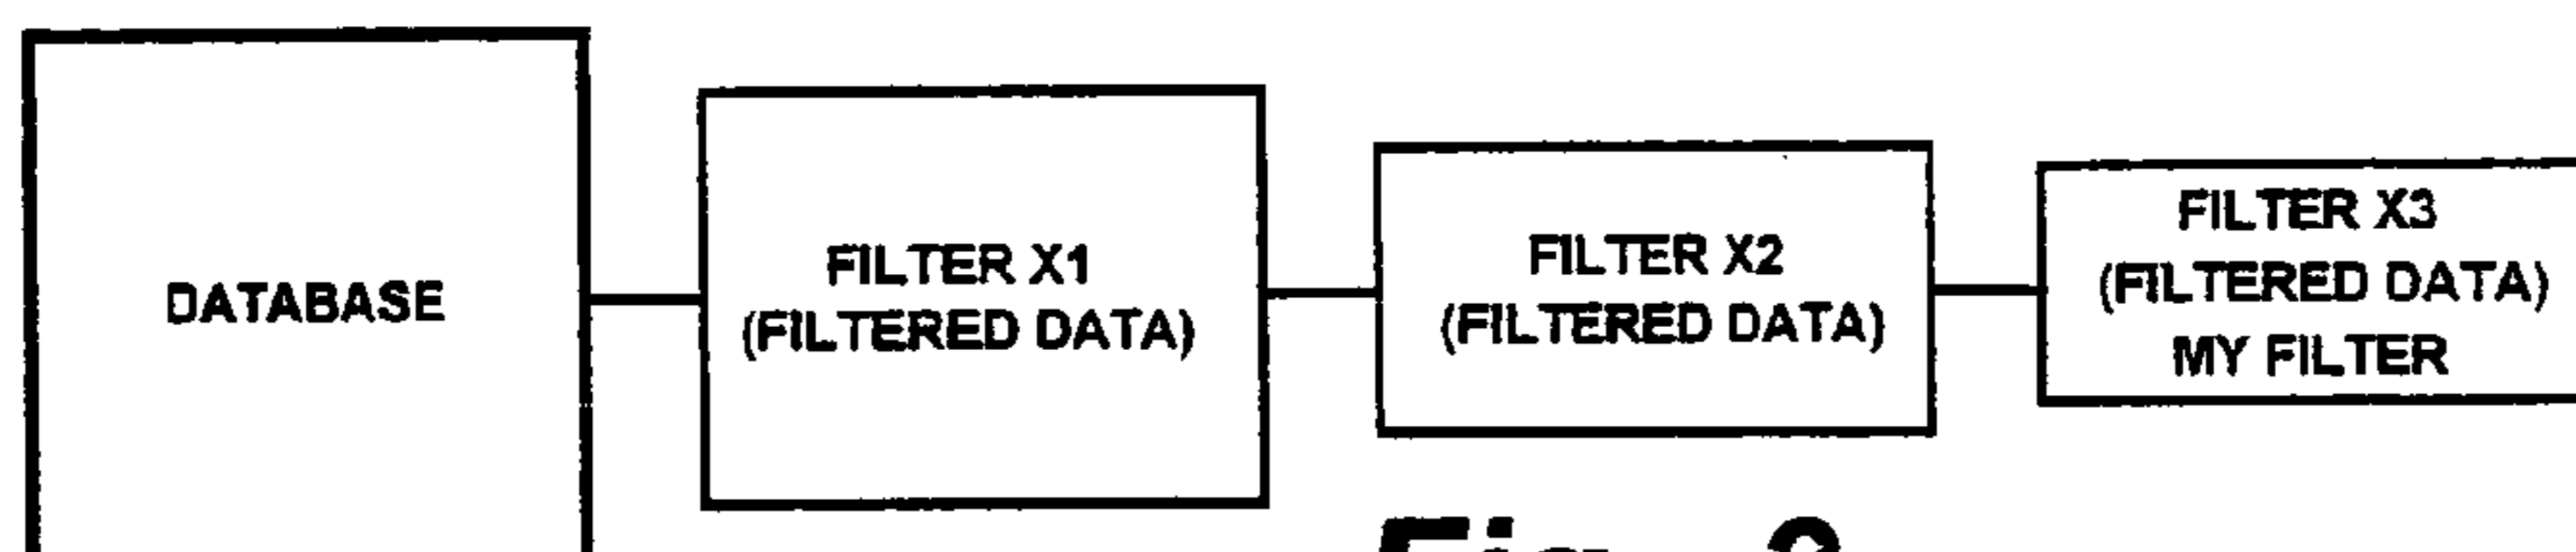 DATABASE
FILTER X1
(FILTERED DATA)
FILTER X2
(FILTERED DATA)
FILTER X3
(FILTERED DATA)
MY FILTER